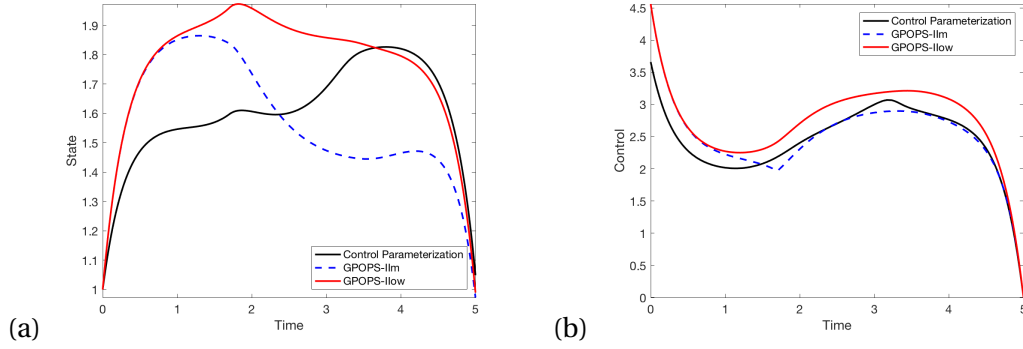 1.9
1.8
1.7
1.6
1.5
1.4
1.3
1.2
1.1
1
State
0 1 2 3 4 5
Time
Control Parameterization
GPOPS-IIm
GPOPS-IIow
(a)
4.5
4
3.5
3
2.5
2
1.5
1
0.5
0
Control
0 1 2 3 4 5
Time
Control Parameterization
GPOPS-IIm
GPOPS-IIow
(b)